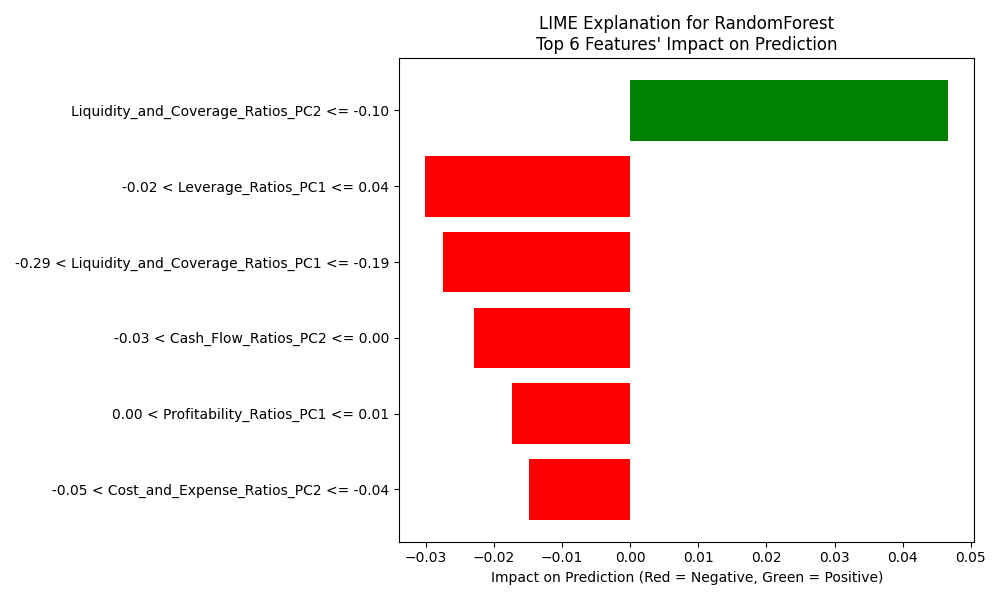 LIME Explanation for RandomForest
Top 6 Features' Impact on Prediction
Liquidity_and_Coverage_Ratios_PC2 <= -0.10
-0.02 < Leverage_Ratios_PC1 <= 0.04
-0.29 < Liquidity_and_Coverage_Ratios_PC1 <= -0.19
-0.03 < Cash_Flow_Ratios_PC2 <= 0.00
0.00 < Profitability_Ratios_PC1 <= 0.01
-0.05 < Cost_and_Expense_Ratios_PC2 <= -0.04
−0.03 −0.02 −0.01 0.00 0.01 0.02 0.03 0.04 0.05
Impact on Prediction (Red = Negative, Green = Positive)